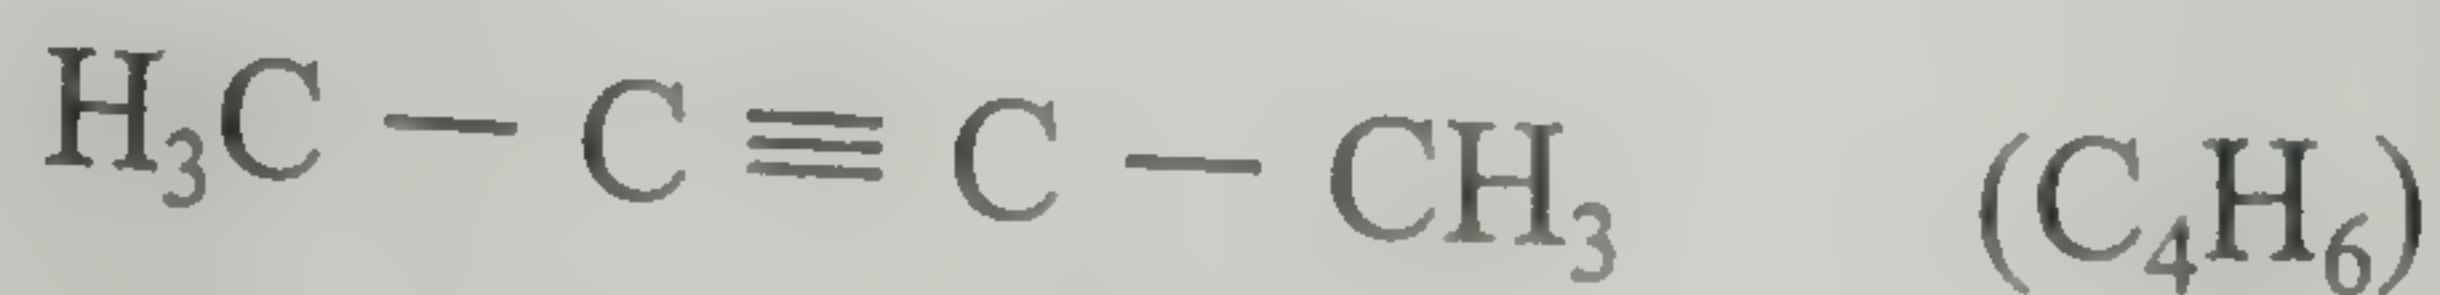 H₃C — C ≡ C — CH₃ (C₄H₆)